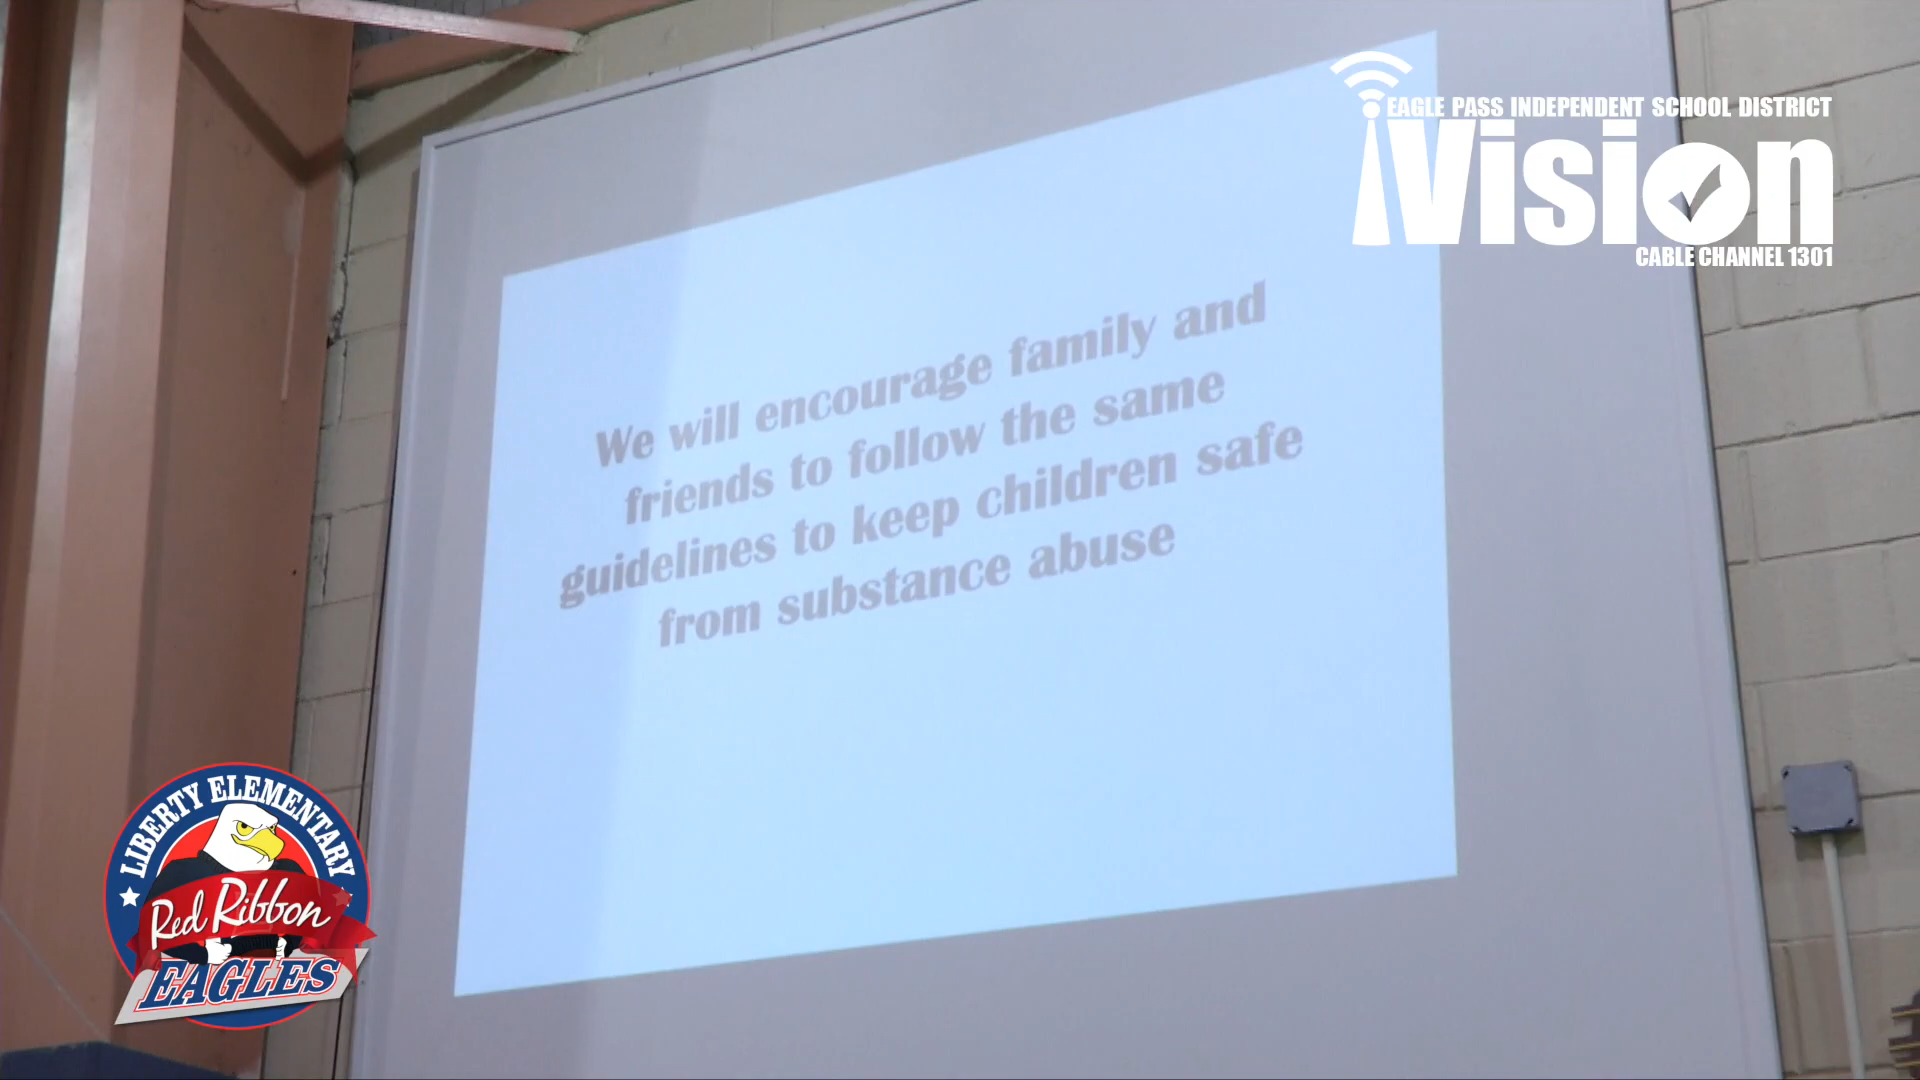 EAGLE PASS INDEPENDENT SCHOOL DISTRICT
iVision
CABLE CHANNEL 1301
We will encourage family and
friends to follow the same
guidelines to keep children safe
from substance abuse
LIBERTY ELEMENTARY
Red Ribbon
EAGLES